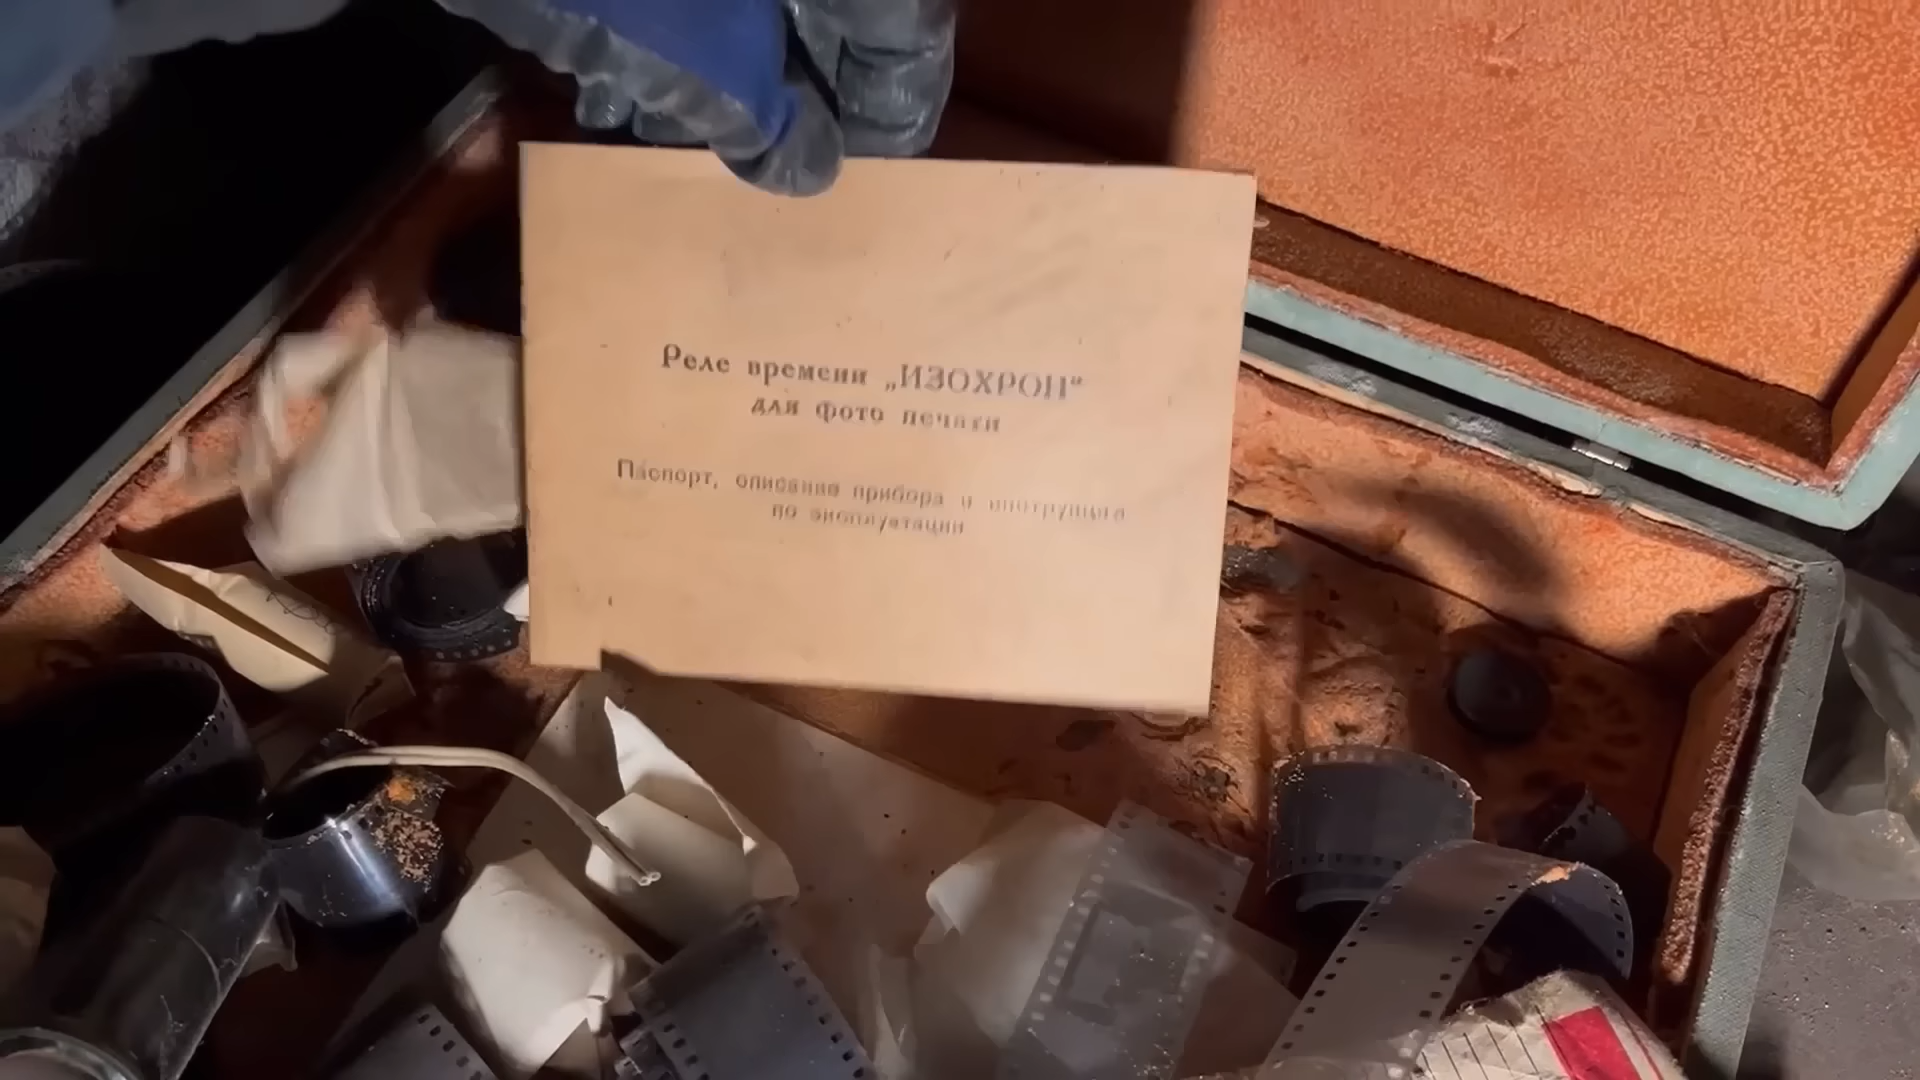 Реле времени „ИЗОХРОН“
для фото печати
Паспорт, описание прибора и инструкция
по эксплуатации